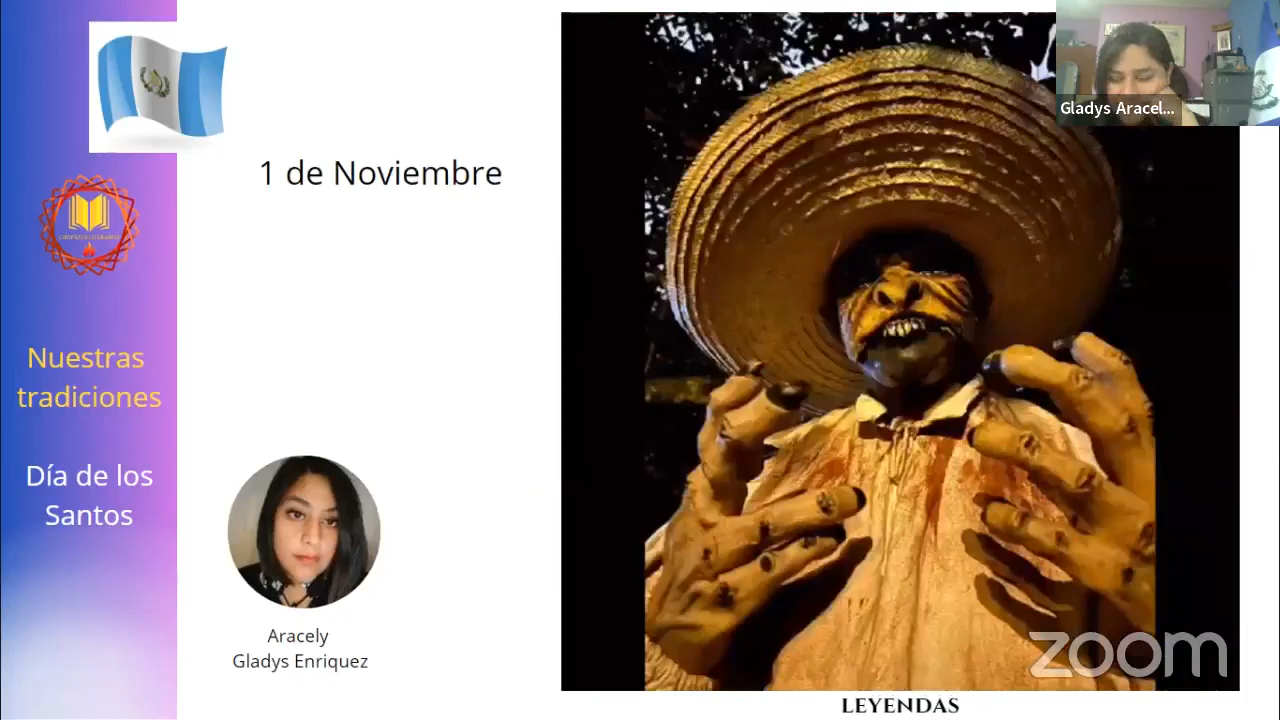 Gladys Aracel...
1 de Noviembre
Nuestras
tradiciones
Día de los
Santos
Aracely
Gladys Enriquez
zoom
LEYENDAS